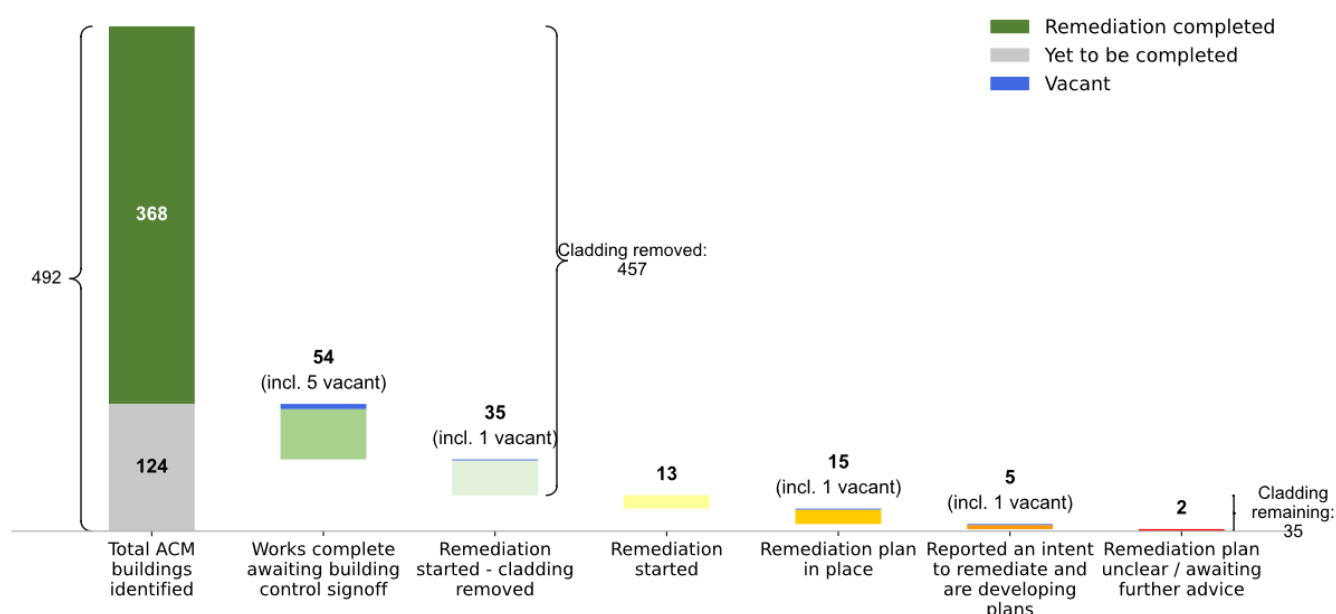 Remediation completed
Yet to be completed
Vacant
368
492
Cladding removed:
457
54
(incl. 5 vacant)
35
(incl. 1 vacant)
124
13
15
(incl. 1 vacant)
5
(incl. 1 vacant)
2
Cladding
remaining:
35
Total ACM
buildings
identified
Works complete
awaiting building
control signoff
Remediation
started - cladding
removed
Remediation
started
Remediation plan
in place
Reported an intent
to remediate and
are developing
plans
Remediation plan
unclear / awaiting
further advice